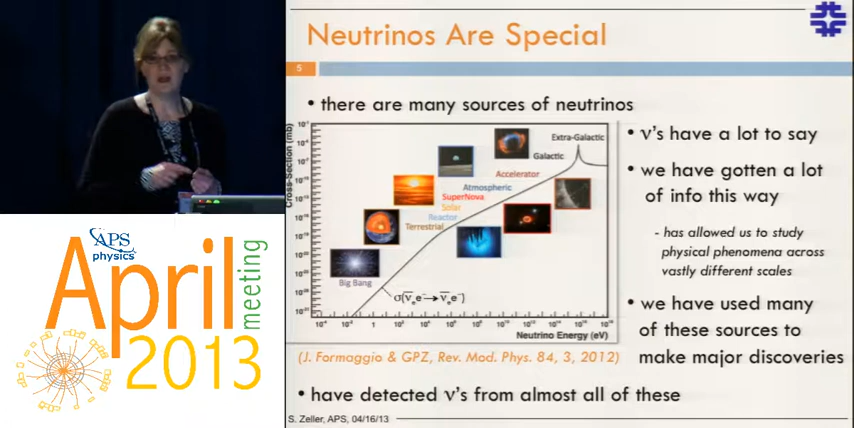 Neutrinos Are Special
5
• there are many sources of neutrinos
Cross-Section (mb)
Extra-Galactic
Galactic
Accelerator
Atmospheric
SuperNova
Solar
Reactor
Terrestrial
Big Bang
σ(ν̅ₑe⁻→ν̅ₑe⁻)
Neutrino Energy (eV)
(J. Formaggio & GPZ, Rev. Mod. Phys. 84, 3, 2012)
• ν's have a lot to say
• we have gotten a lot
of info this way
- has allowed us to study
physical phenomena across
vastly different scales
• we have used many
of these sources to
make major discoveries
• have detected ν's from almost all of these
S. Zeller, APS, 04/16/13
APS
physics
April
meeting
2013